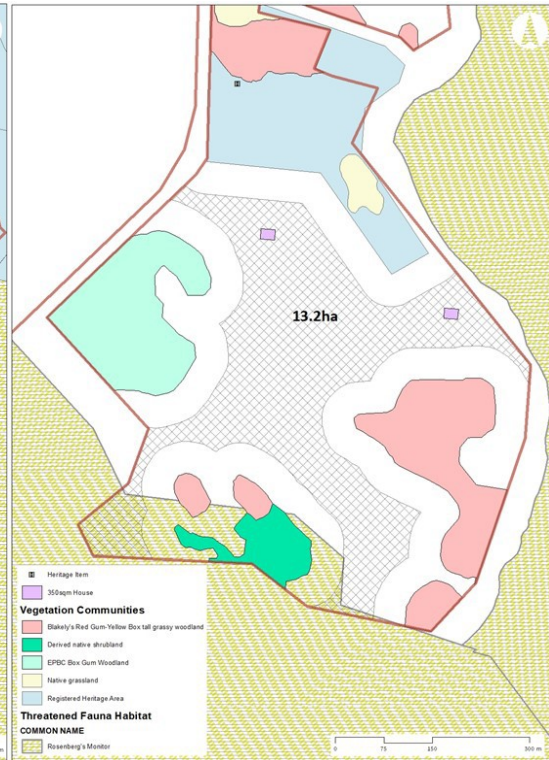 13.2ha
Heritage Item
350sqm House
Vegetation Communities
Blakely's Red Gum-Yellow Box tall grassy woodland
Derived native shrubland
EPBC Box Gum Woodland
Native grassland
Registered Heritage Area
Threatened Fauna Habitat
COMMON NAME
Rosenberg's Monitor
0 75 150 300 m
m